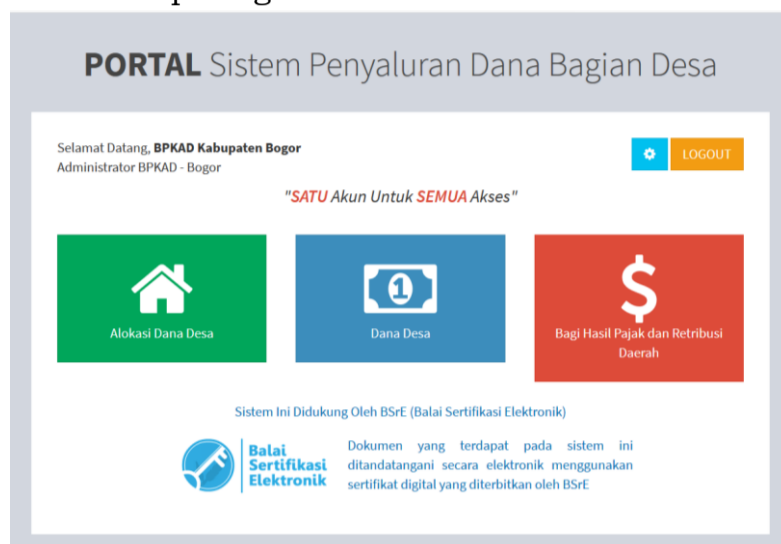 PORTAL Sistem Penyaluran Dana Bagian Desa
Selamat Datang, BPKAD Kabupaten Bogor
Administrator BPKAD - Bogor
LOGOUT
"SATU Akun Untuk SEMUA Akses"
Alokasi Dana Desa
1
Dana Desa
$
Bagi Hasil Pajak dan Retribusi
Daerah
Sistem Ini Didukung Oleh BSrE (Balai Sertifikasi Elektronik)
Balai
Sertifikasi
Elektronik
Dokumen yang terdapat pada sistem ini
ditandatangani secara elektronik menggunakan
sertifikat digital yang diterbitkan oleh BSrE